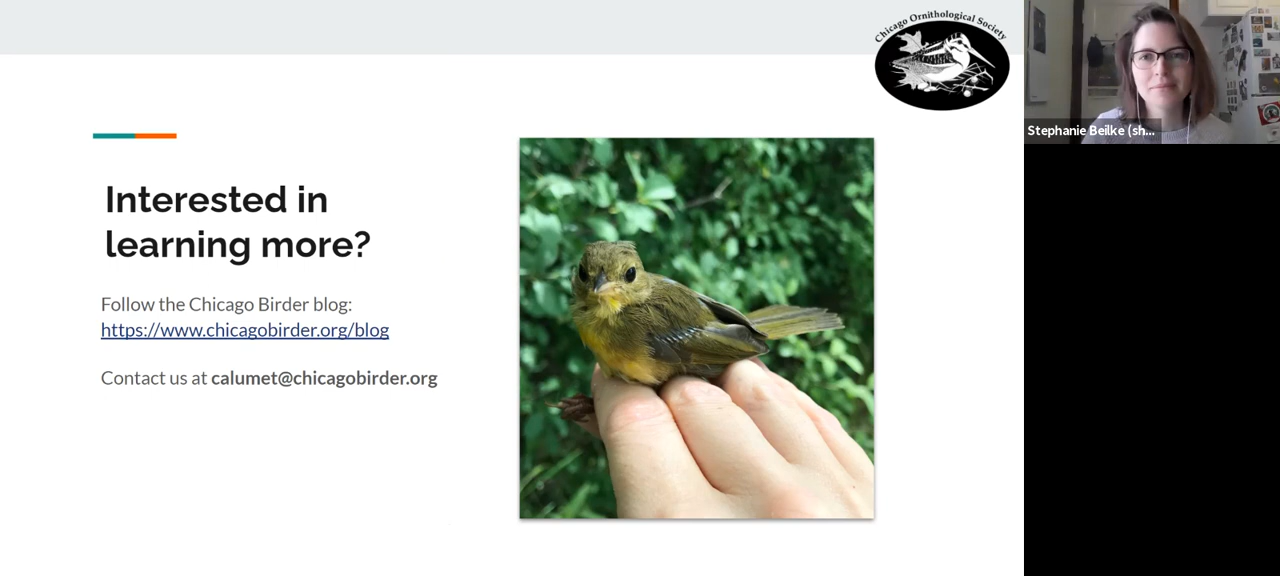 Chicago Ornithological Society
Stephanie Beilke (sh...
Interested in
learning more?
Follow the Chicago Birder blog:
https://www.chicagobirder.org/blog
Contact us at calumet@chicagobirder.org